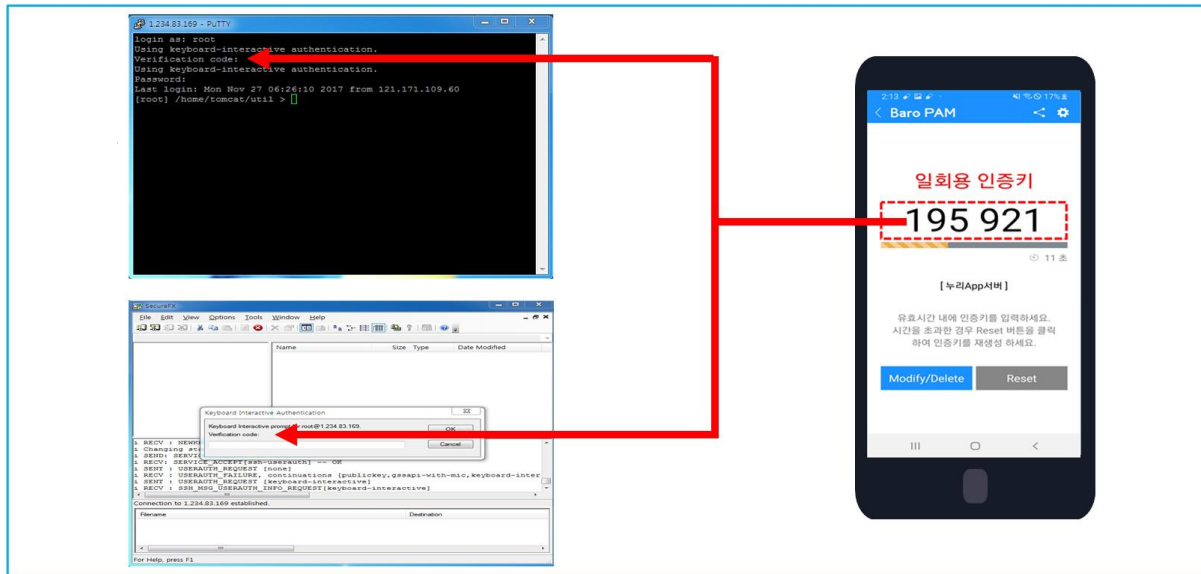 1.234.83.169 - PuTTY
login as: root
Using keyboard-interactive authentication.
Verification code:
Using keyboard-interactive authentication.
Password:
Last login: Mon Nov 27 06:26:10 2017 from 121.171.109.60
[root] /home/tomcat/util >
SecureFX
File Edit View Options Tools Window Help
Name Size Type Date Modified
Keyboard Interactive Authentication
Keyboard Interactive prompt for root@1.234.83.169.
Verification code:
OK
Cancel
i RECV : NEWKE
i Changing st
i SEND: SERVIC
i RECV: SERVICE_ACCEPT[ssh-userauth] -- OK
i SENT : USERAUTH_REQUEST [none]
i RECV : USERAUTH_FAILURE, continuations [publickey,gssapi-with-mic,keyboard-inter
i SENT : USERAUTH_REQUEST [keyboard-interactive]
i RECV : SSH_MSG_USERAUTH_INFO_REQUEST[keyboard-interactive]
Connection to 1.234.83.169 established.
Filename Destination
For Help, press F1
2:13 17%
Baro PAM
일회용 인증키
195 921
11 초
[ 누리App서버 ]
유효시간 내에 인증키를 입력하세요.
시간을 초과한 경우 Reset 버튼을 클릭
하여 인증키를 재생성 하세요.
Modify/Delete Reset